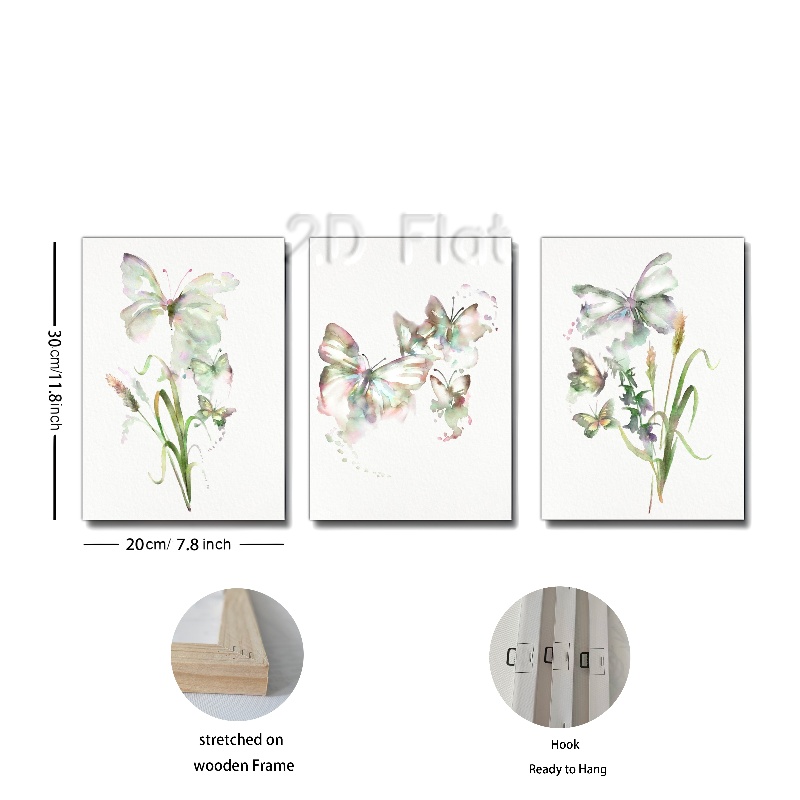 2D Flat
30cm/11.8inch
20cm/ 7.8 inch
stretched on
wooden Frame
Hook
Ready to Hang